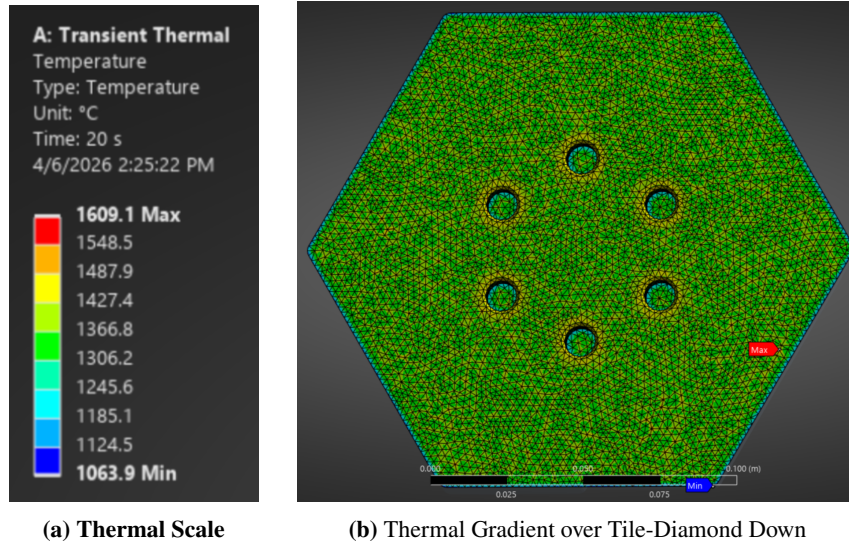 A: Transient Thermal
Temperature
Type: Temperature
Unit: °C
Time: 20 s
4/6/2026 2:25:22 PM
1609.1 Max
1548.5
1487.9
1427.4
1366.8
1306.2
1245.6
1185.1
1124.5
1063.9 Min
(a) Thermal Scale
Max
0.000 0.050 0.100 (m)
Min
0.025 0.075
(b) Thermal Gradient over Tile-Diamond Down